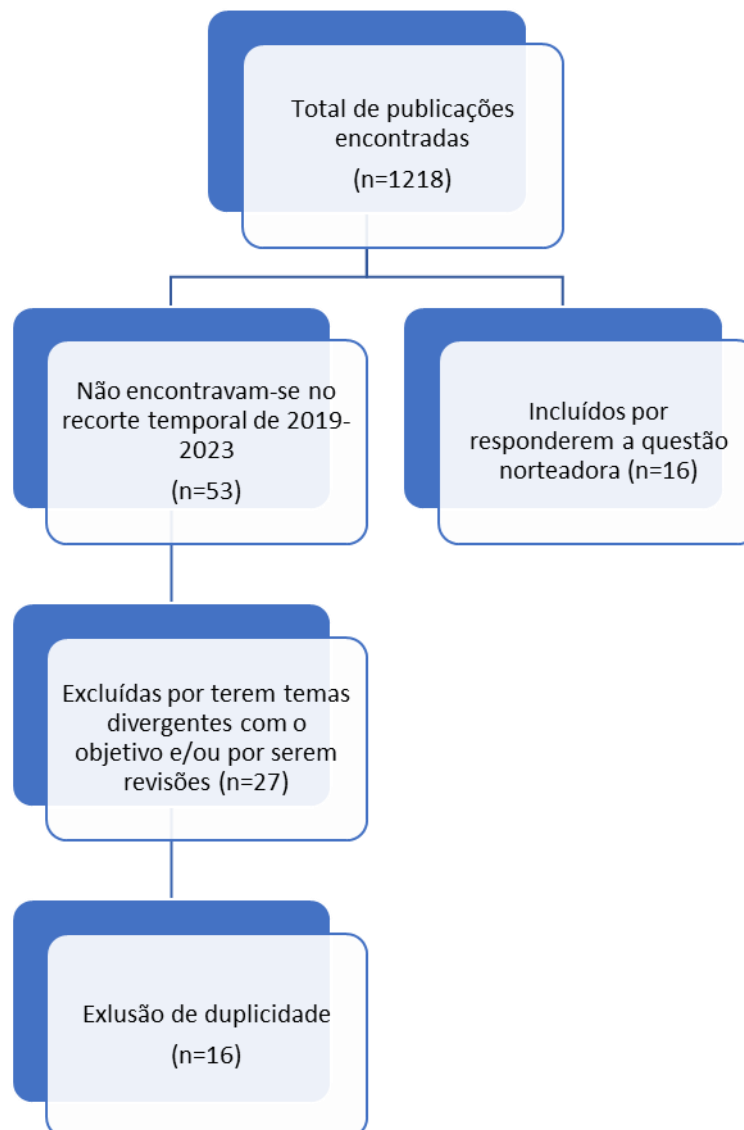 Total de publicações
encontradas
(n=1218)
Não encontravam-se no
recorte temporal de 2019-
2023
(n=53)
Incluídos por
responderem a questão
norteadora (n=16)
Excluídas por terem temas
divergentes com o
objetivo e/ou por serem
revisões (n=27)
Exlusão de duplicidade
(n=16)